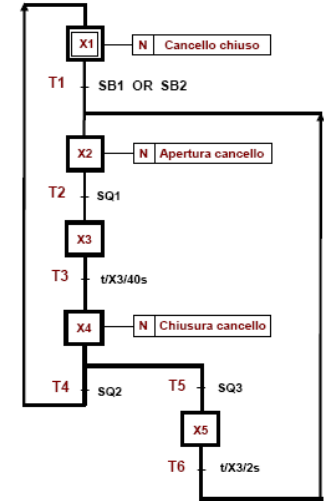 X1 N Cancello chiuso
T1 SB1 OR SB2
X2 N Apertura cancello
T2 SQ1
X3
T3 t/X3/40s
X4 N Chiusura cancello
T4 SQ2 T5 SQ3
X5
T6 t/X3/2s